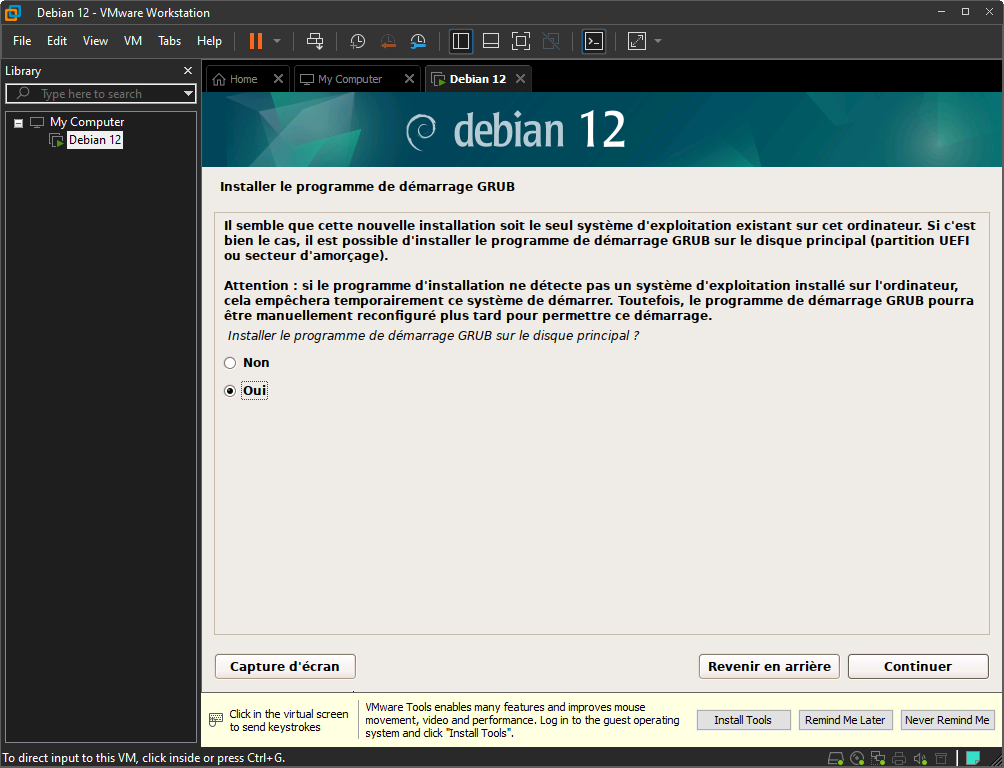 Debian 12 - VMware Workstation
File Edit View VM Tabs Help
Library
Type here to search
My Computer
Debian 12
Home
My Computer
Debian 12
debian 12
Installer le programme de démarrage GRUB
Il semble que cette nouvelle installation soit le seul système d'exploitation existant sur cet ordinateur. Si c'est
bien le cas, il est possible d'installer le programme de démarrage GRUB sur le disque principal (partition UEFI
ou secteur d'amorçage).
Attention : si le programme d'installation ne détecte pas un système d'exploitation installé sur l'ordinateur,
cela empêchera temporairement ce système de démarrer. Toutefois, le programme de démarrage GRUB pourra
être manuellement reconfiguré plus tard pour permettre ce démarrage.
Installer le programme de démarrage GRUB sur le disque principal ?
Non
Oui
Capture d'écran
Revenir en arrière
Continuer
Click in the virtual screen
to send keystrokes
VMware Tools enables many features and improves mouse
movement, video and performance. Log in to the guest operating
system and click "Install Tools".
Install Tools
Remind Me Later
Never Remind Me
To direct input to this VM, click inside or press Ctrl+G.